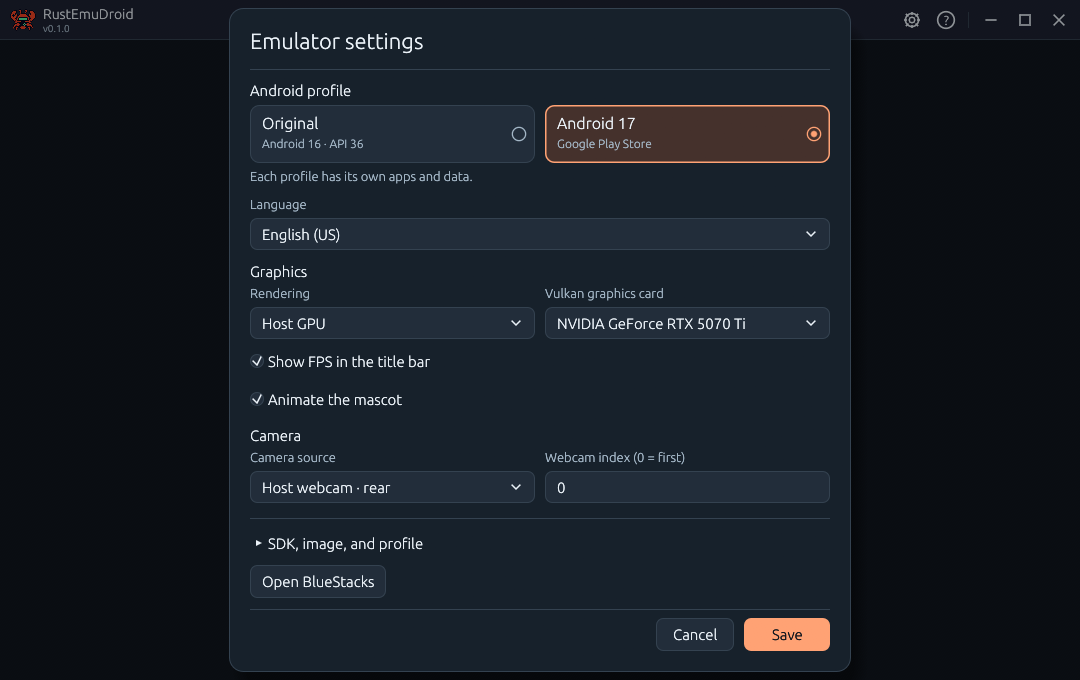 RustEmuDroid
v0.1.0
Emulator settings
Android profile
Original
Android 16 · API 36
Android 17
Google Play Store
Each profile has its own apps and data.
Language
English (US)
Graphics
Rendering
Vulkan graphics card
Host GPU
NVIDIA GeForce RTX 5070 Ti
Show FPS in the title bar
Animate the mascot
Camera
Camera source
Webcam index (0 = first)
Host webcam · rear
0
SDK, image, and profile
Open BlueStacks
Cancel
Save